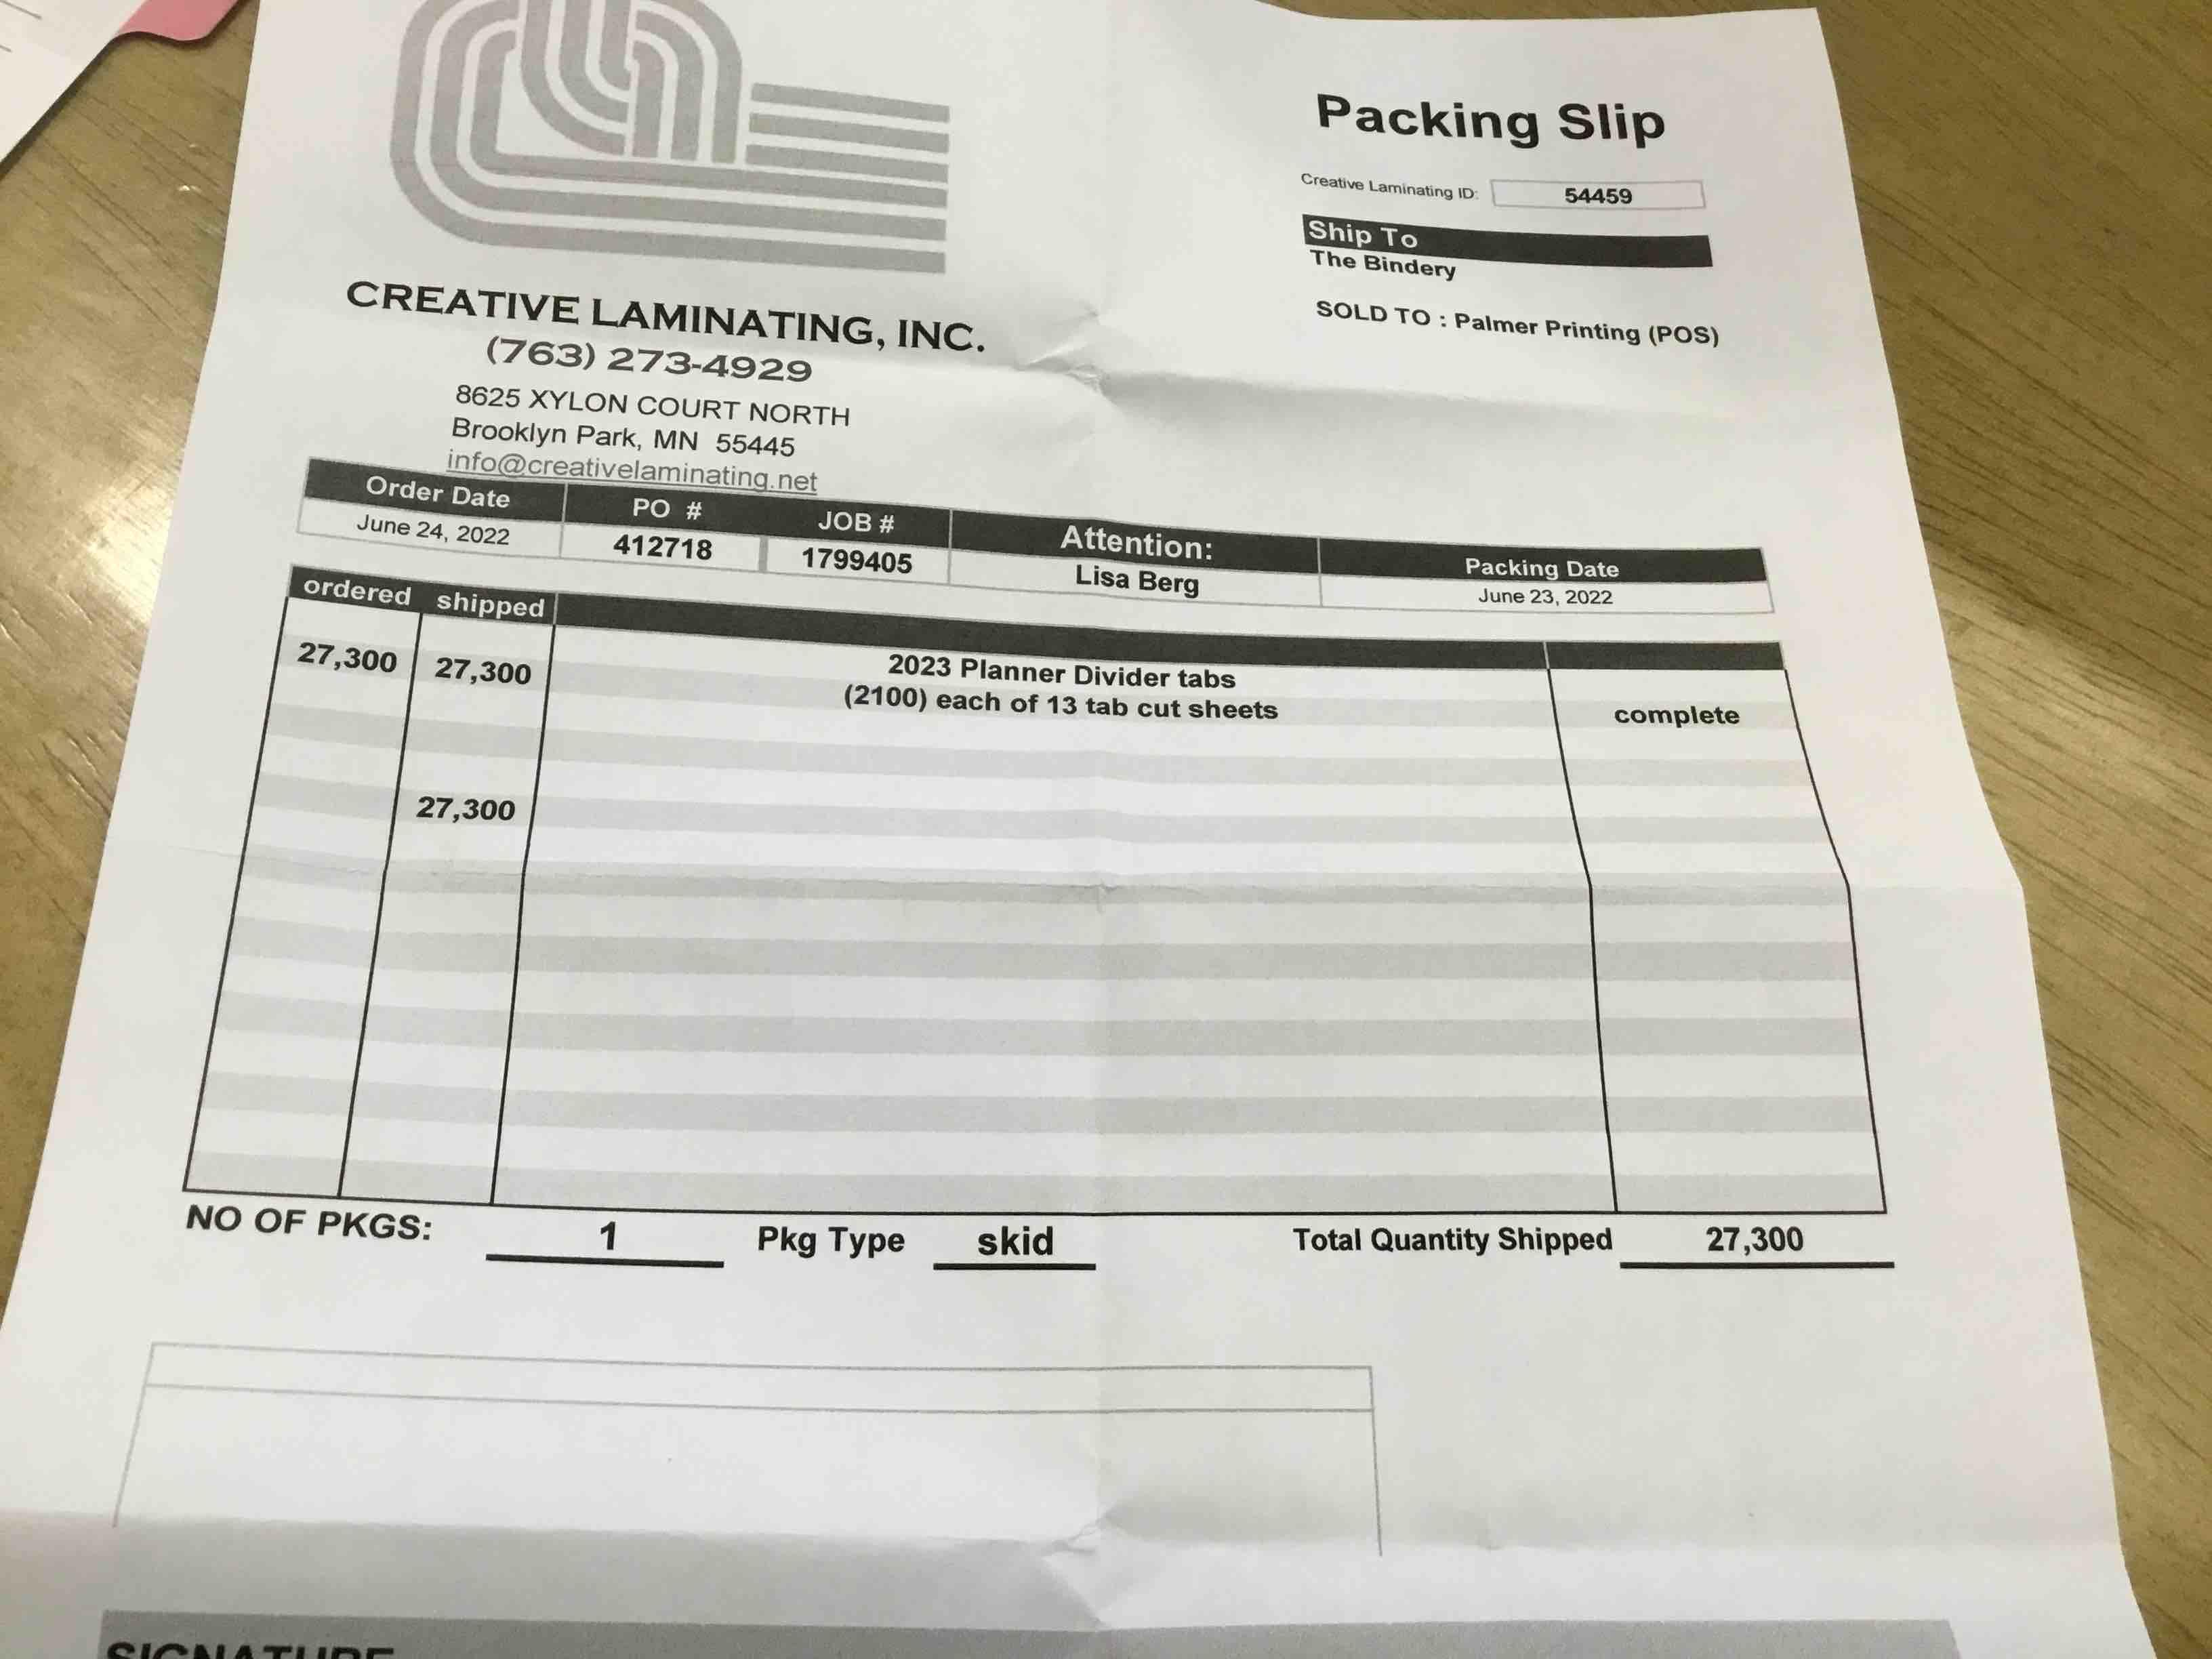 Packing Slip
Creative Laminating ID: 54459
Ship To
The Bindery
SOLD TO : Palmer Printing (POS)
CREATIVE LAMINATING, INC.
(763) 273-4929
8625 XYLON COURT NORTH
Brooklyn Park, MN 55445
info@creativelaminating.net
Order Date PO # JOB # Attention: Packing Date
June 24, 2022 412718 1799405 Lisa Berg June 23, 2022
ordered shipped
27,300 27,300 2023 Planner Divider tabs
(2100) each of 13 tab cut sheets complete
27,300
NO OF PKGS: 1 Pkg Type skid Total Quantity Shipped 27,300
SIGNATURE